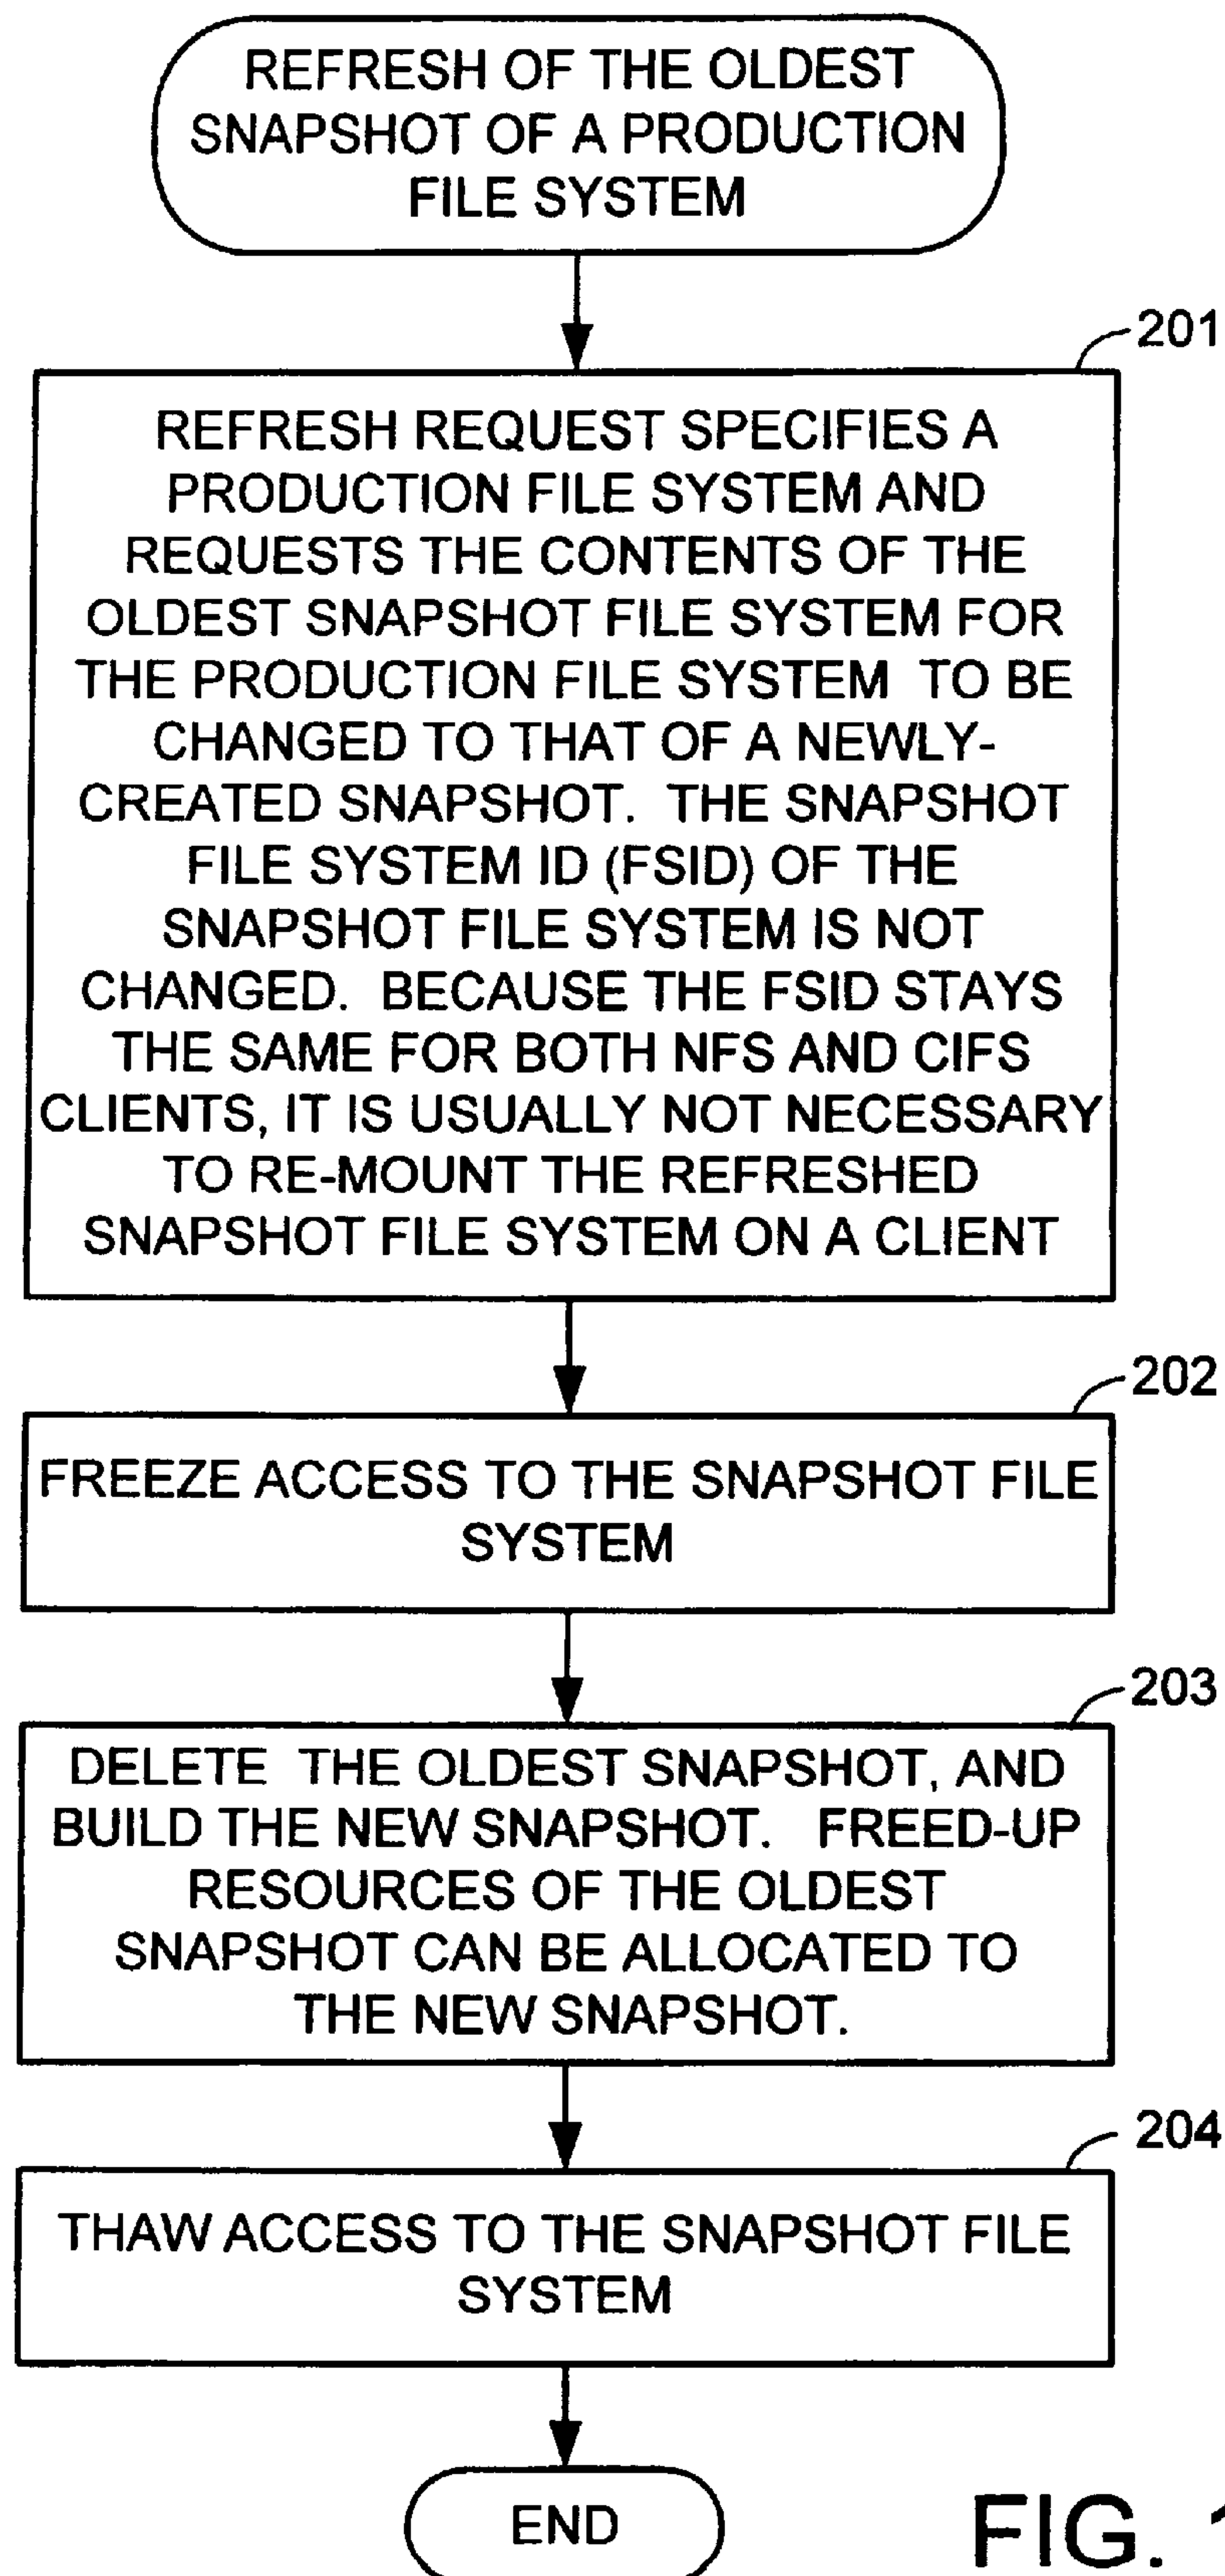 REFRESH OF THE OLDEST
SNAPSHOT OF A PRODUCTION
FILE SYSTEM
201
REFRESH REQUEST SPECIFIES A
PRODUCTION FILE SYSTEM AND
REQUESTS THE CONTENTS OF THE
OLDEST SNAPSHOT FILE SYSTEM FOR
THE PRODUCTION FILE SYSTEM TO BE
CHANGED TO THAT OF A NEWLY-
CREATED SNAPSHOT. THE SNAPSHOT
FILE SYSTEM ID (FSID) OF THE
SNAPSHOT FILE SYSTEM IS NOT
CHANGED. BECAUSE THE FSID STAYS
THE SAME FOR BOTH NFS AND CIFS
CLIENTS, IT IS USUALLY NOT NECESSARY
TO RE-MOUNT THE REFRESHED
SNAPSHOT FILE SYSTEM ON A CLIENT
202
FREEZE ACCESS TO THE SNAPSHOT FILE
SYSTEM
203
DELETE THE OLDEST SNAPSHOT, AND
BUILD THE NEW SNAPSHOT. FREED-UP
RESOURCES OF THE OLDEST
SNAPSHOT CAN BE ALLOCATED TO
THE NEW SNAPSHOT.
204
THAW ACCESS TO THE SNAPSHOT FILE
SYSTEM
END
FIG.